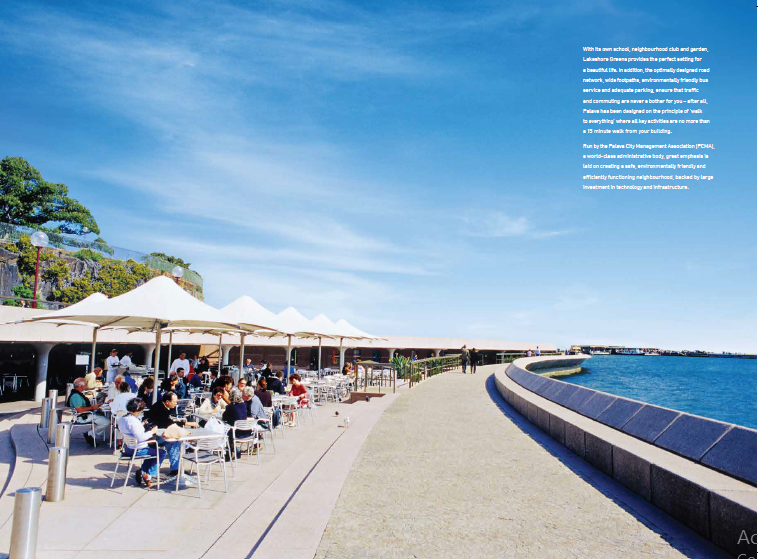 With its own school, neighbourhood club and garden,
Lakeshore Greens provides the perfect setting for
a beautiful life. In addition, the optimally designed road
network, wide footpaths, environmentally friendly bus
service and adequate parking, ensure that traffic
and commuting are never a bother for you – after all,
Palava has been designed on the principle of 'walk
to everything' where all key activities are no more than
a 15 minute walk from your building.
Run by the Palava City Management Association (PCMA),
a world-class administrative body, great emphasis is
laid on creating a safe, environmentally friendly and
efficiently functioning neighbourhood, backed by large
investment in technology and infrastructure.